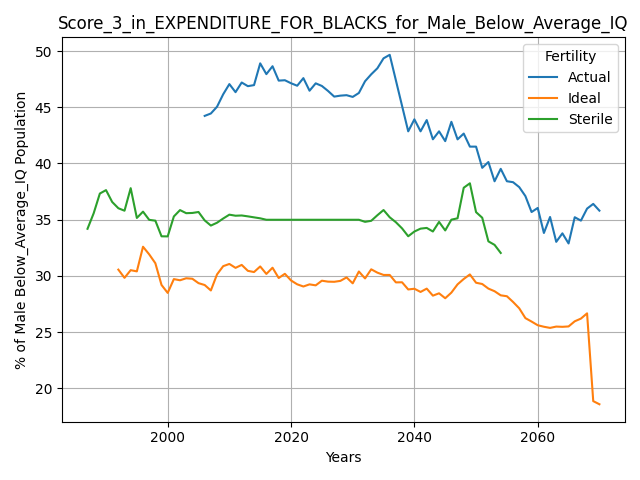 Score_3_in_EXPENDITURE_FOR_BLACKS_for_Male_Below_Average_IQ
Fertility
Actual
Ideal
Sterile
% of Male Below_Average_IQ Population
50
45
40
35
30
25
20
2000
2020
2040
2060
Years